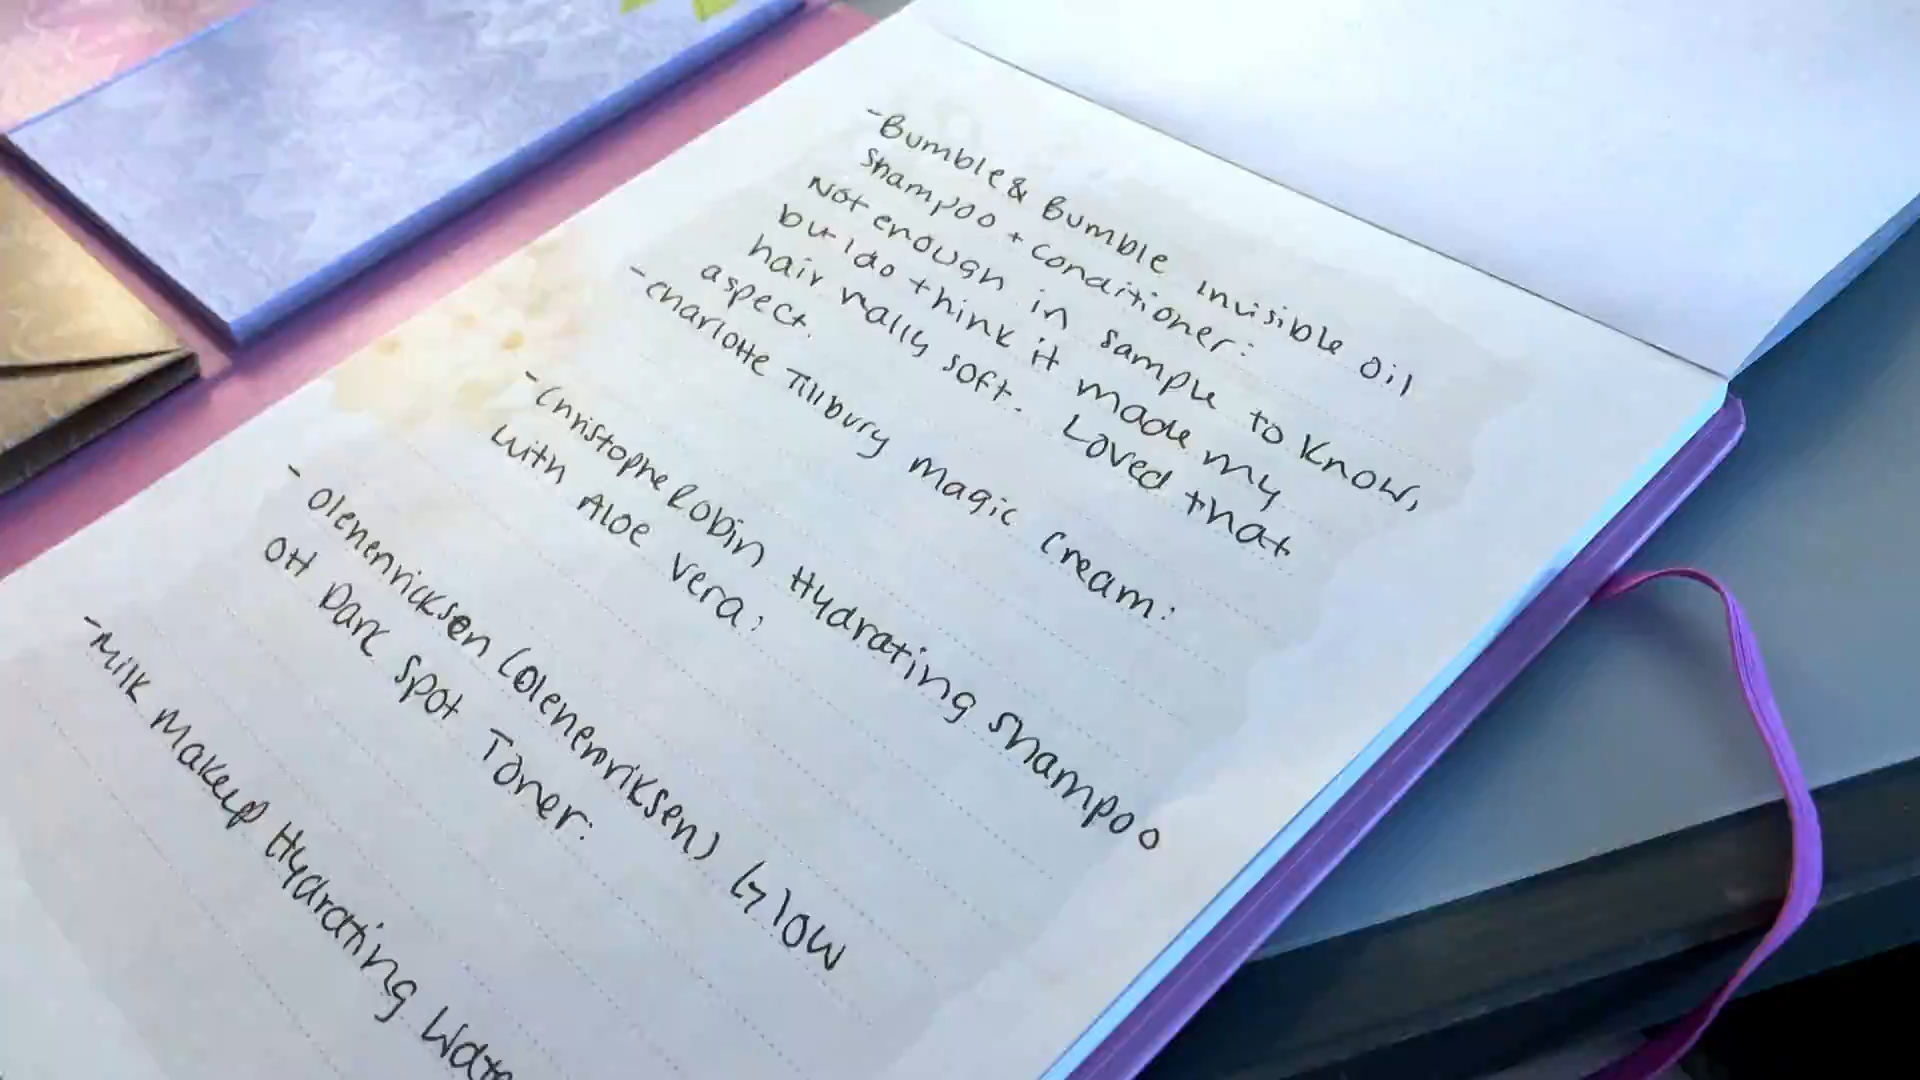 -Bumble & Bumble Invisible Oil
Shampoo + Conditioner:
Not enough in sample to know,
but I do think it made my
hair really soft. Loved that
aspect.
-Charlotte Tilbury Magic Cream:
-Christophe Robin Hydrating Shampoo
with Aloe Vera:
- Olehenricksen (Olehenriksen) Glow
OH Dark Spot Toner:
-Milk Makeup Hydrating